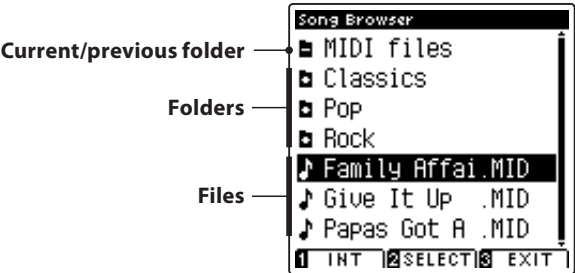 Song Browser
Current/previous folder
MIDI files
Folders
Classics
Pop
Rock
Files
Family Affai.MID
Give It Up .MID
Papas Got A .MID
1 INT 2 SELECT 3 EXIT